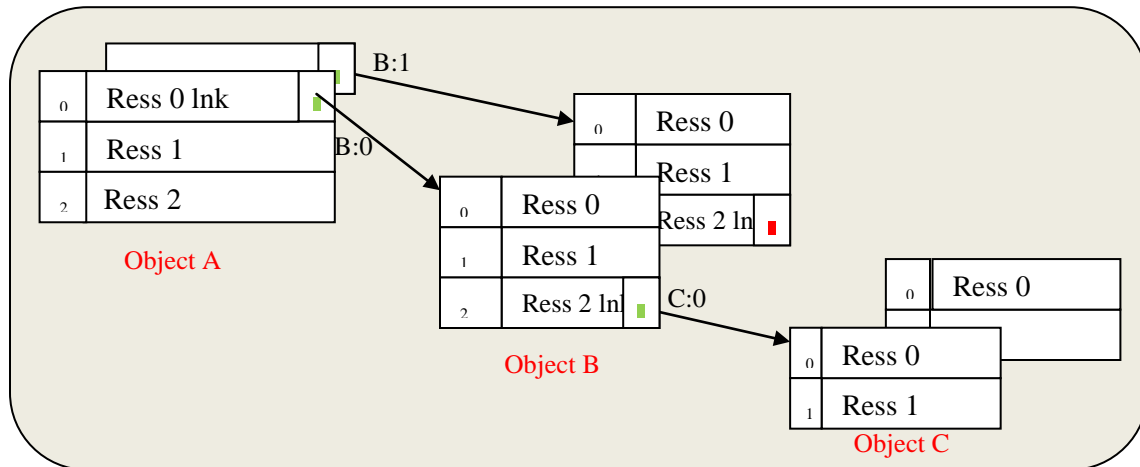 B:1
0 Ress 0 lnk
1 Ress 1
2 Ress 2
Object A
B:0
0 Ress 0
Ress 1
Ress 2 ln
0 Ress 0
1 Ress 1
2 Ress 2 lnl
Object B
C:0
0 Ress 0
0 Ress 0
1 Ress 1
Object C